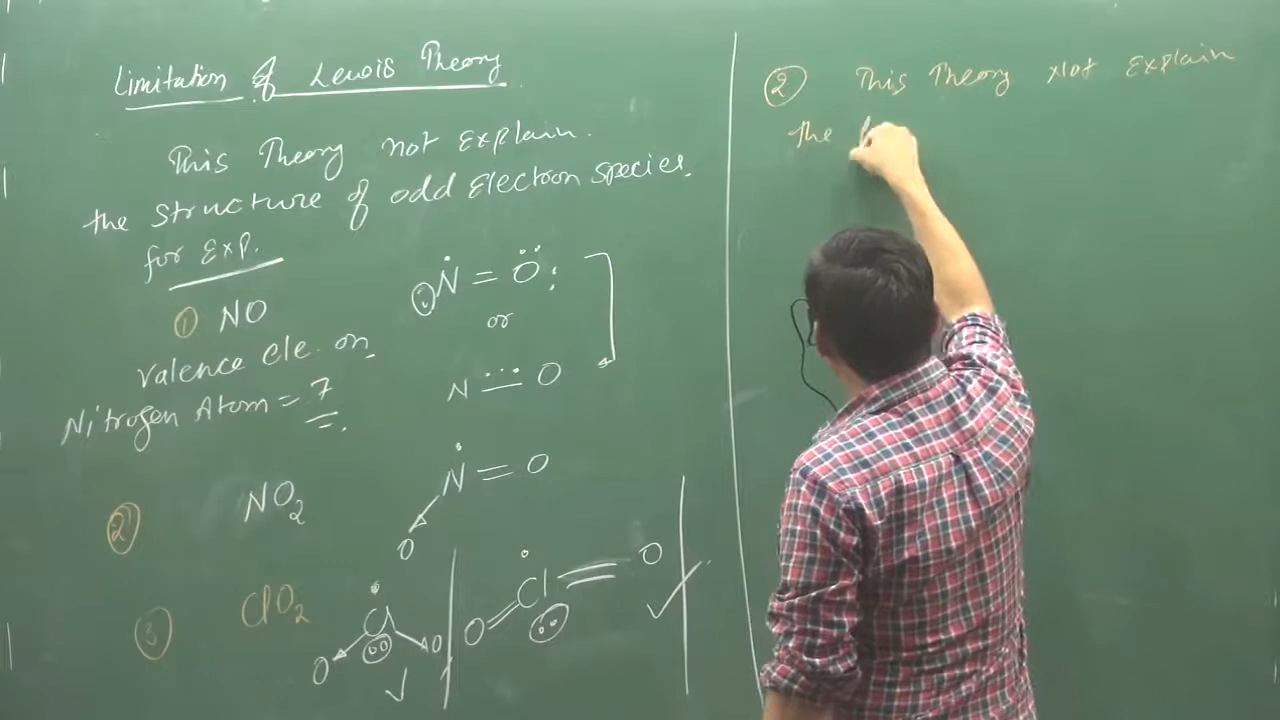 Limitation of Lewis Theory
This Theory not Explain.
the structure of odd Electron species.
for Exp.
① NO
Valence Ele. on
Nitrogen Atom = 7
:Ṅ = Ö:
or
N ⋯ O
② NO₂
N = O
O
③ ClO₂
Cl
O O
O = Cl = O
② This Theory Not Explain
the